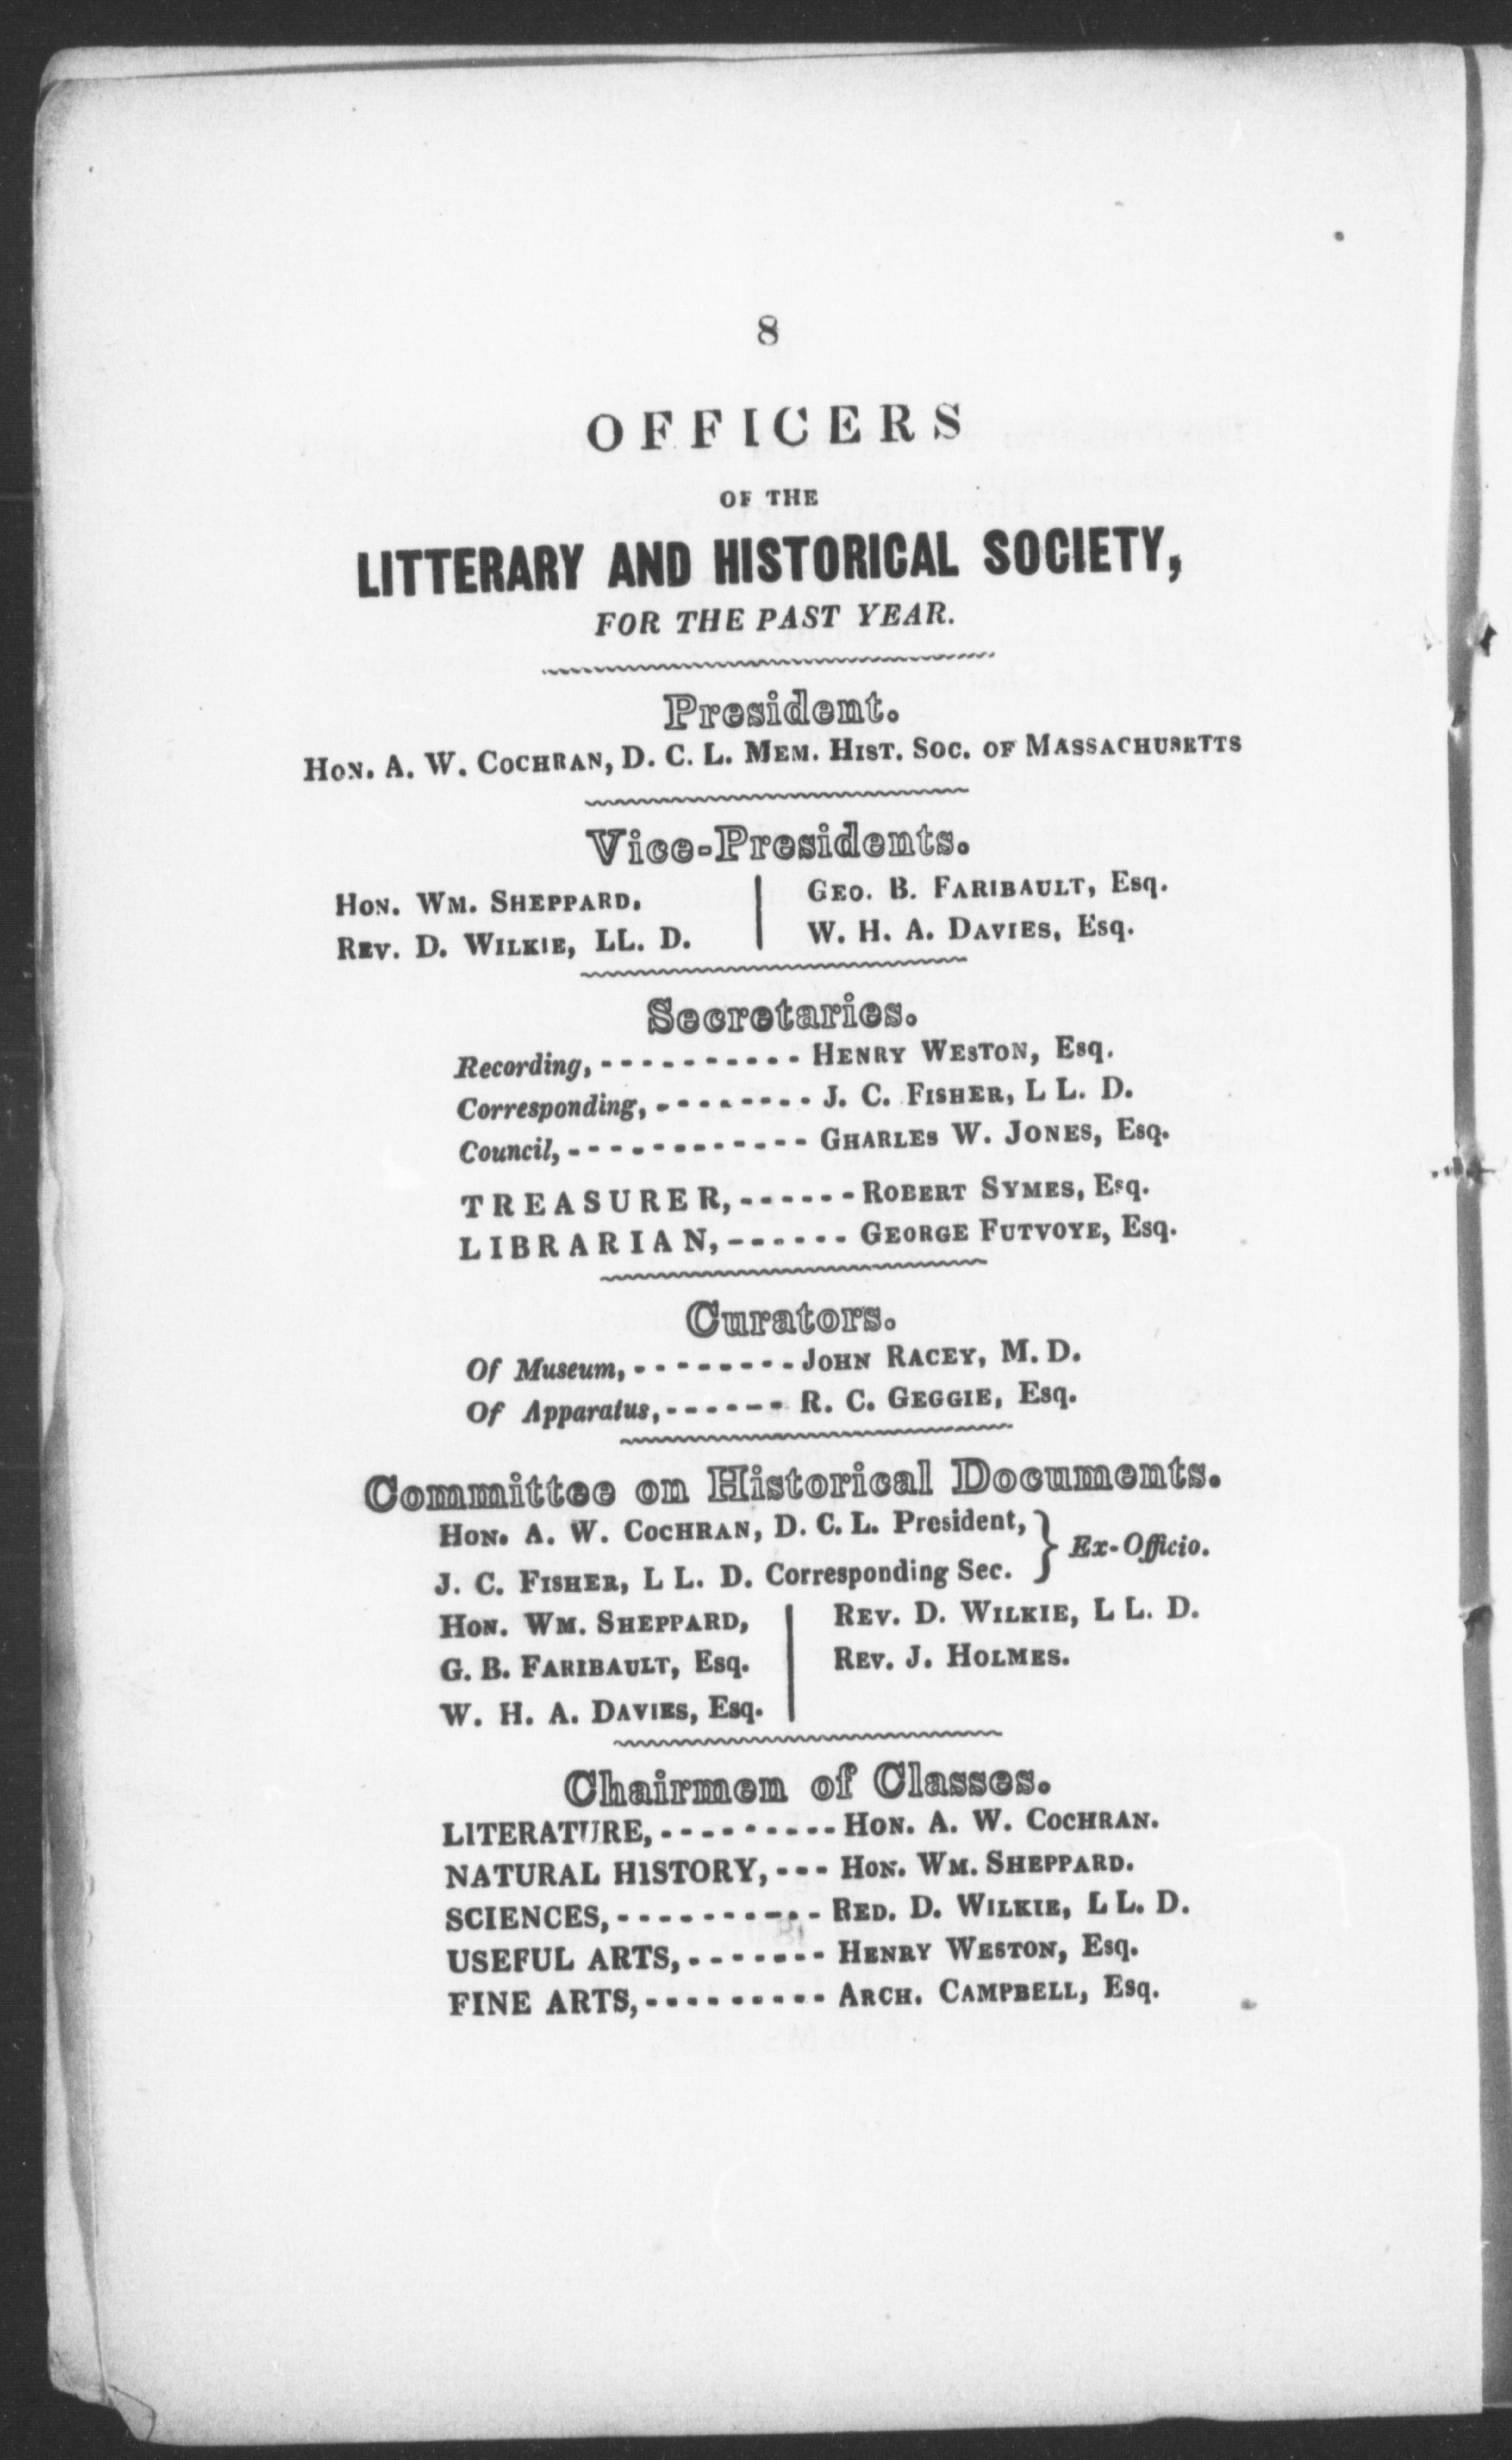 8
OFFICERS
OF THE
LITTERARY AND HISTORICAL SOCIETY,
FOR THE PAST YEAR.
President.
HON. A. W. COCHRAN, D. C. L. MEM. HIST. SOC. OF MASSACHUSETTS
Vice-Presidents.
HON. WM. SHEPPARD.
REV. D. WILKIE, LL. D.
GEO. B. FARIBAULT, Esq.
W. H. A. DAVIES, Esq.
Secretaries.
Recording, - - - - - - - - - - HENRY WESTON, Esq.
Corresponding, - - - - - - - - J. C. FISHER, L L. D.
Council, - - - - - - - - - - - - GHARLES W. JONES, Esq.
TREASURER, - - - - - - ROBERT SYMES, Esq.
LIBRARIAN, - - - - - - GEORGE FUTVOYE, Esq.
Curators.
Of Museum, - - - - - - - - JOHN RACEY, M. D.
Of Apparatus, - - - - - - R. C. GEGGIE, Esq.
Committee on Historical Documents.
HON. A. W. COCHRAN, D. C. L. President,
J. C. FISHER, L L. D. Corresponding Sec.
} Ex-Officio.
HON. WM. SHEPPARD,
G. B. FARIBAULT, Esq.
W. H. A. DAVIES, Esq.
REV. D. WILKIE, L L. D.
REV. J. HOLMES.
Chairmen of Classes.
LITERATURE, - - - - - - - - - HON. A. W. COCHRAN.
NATURAL HISTORY, - - - HON. WM. SHEPPARD.
SCIENCES, - - - - - - - - - - RED. D. WILKIE, L L. D.
USEFUL ARTS, - - - - - - - HENRY WESTON, Esq.
FINE ARTS, - - - - - - - - - ARCH. CAMPBELL, Esq.